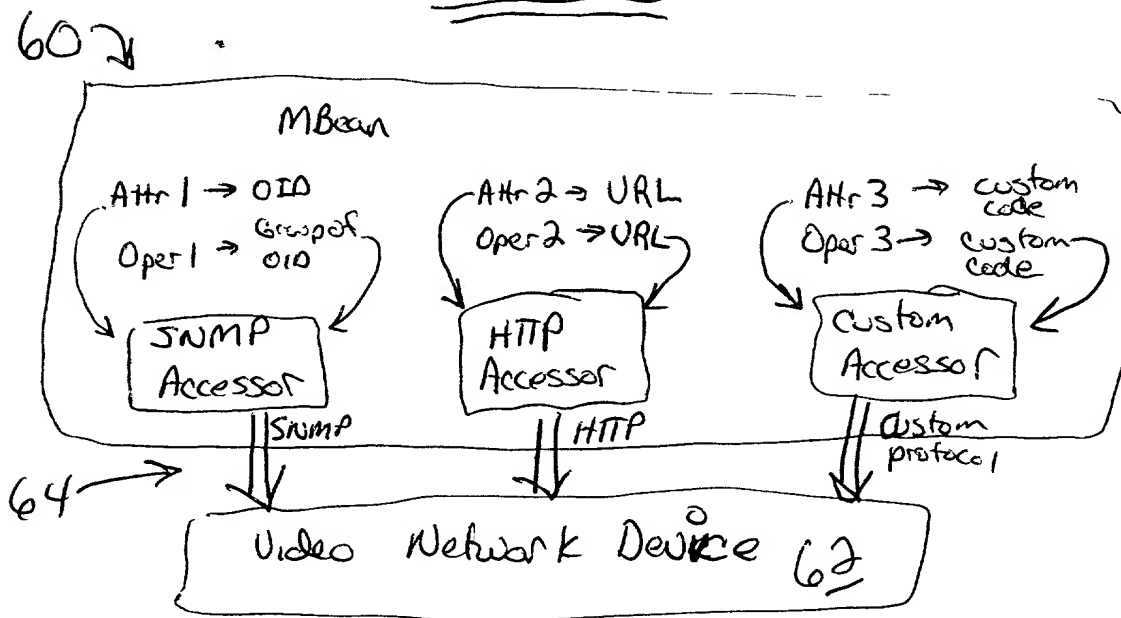 60
MBean
Attr 1 → OID
Oper 1 → Group of
OID
Attr 2 → URL
Oper 2 → URL
Attr 3 → custom
code
Oper 3 → custom
code
SNMP
Accessor
HTTP
Accessor
Custom
Accessor
SNMP
HTTP
Custom
protocol
64
Video Network Device 62